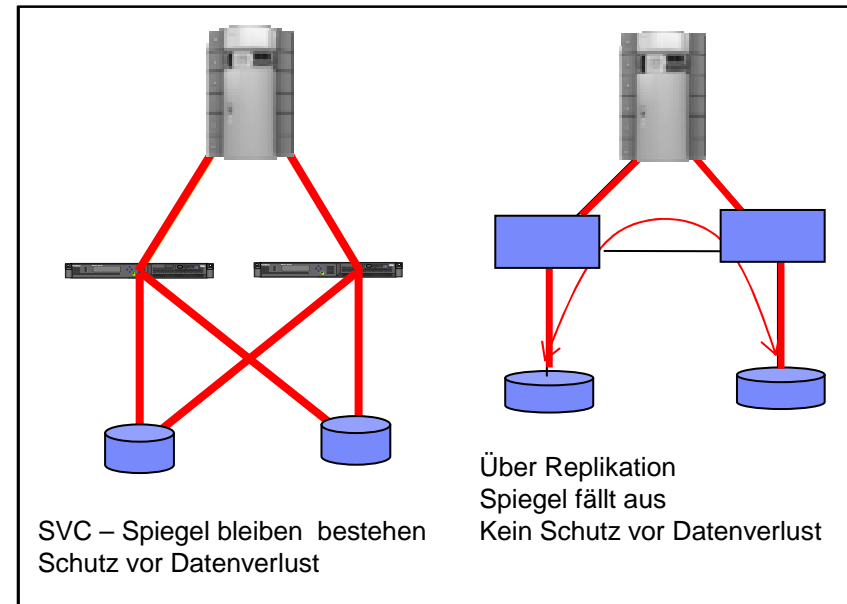 SVC – Spiegel bleiben bestehen
Schutz vor Datenverlust
Über Replikation
Spiegel fällt aus
Kein Schutz vor Datenverlust